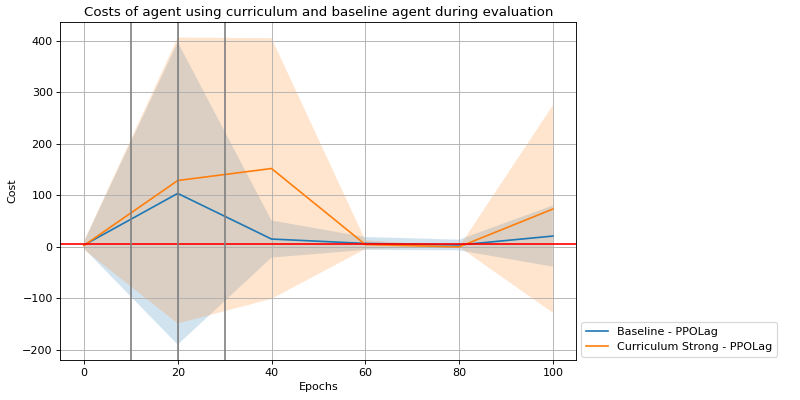 Costs of agent using curriculum and baseline agent during evaluation
Cost
400
300
200
100
0
−100
−200
0 20 40 60 80 100
Epochs
Baseline - PPOLag
Curriculum Strong - PPOLag